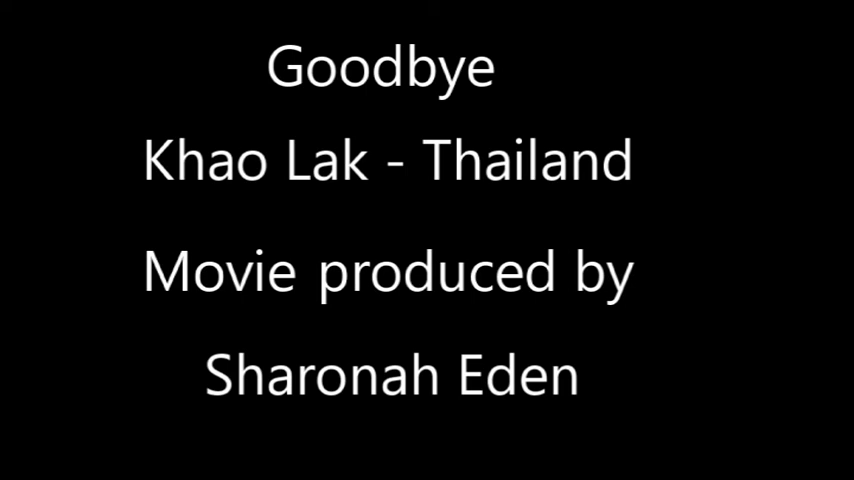 Goodbye
Khao Lak - Thailand
Movie produced by
Sharonah Eden